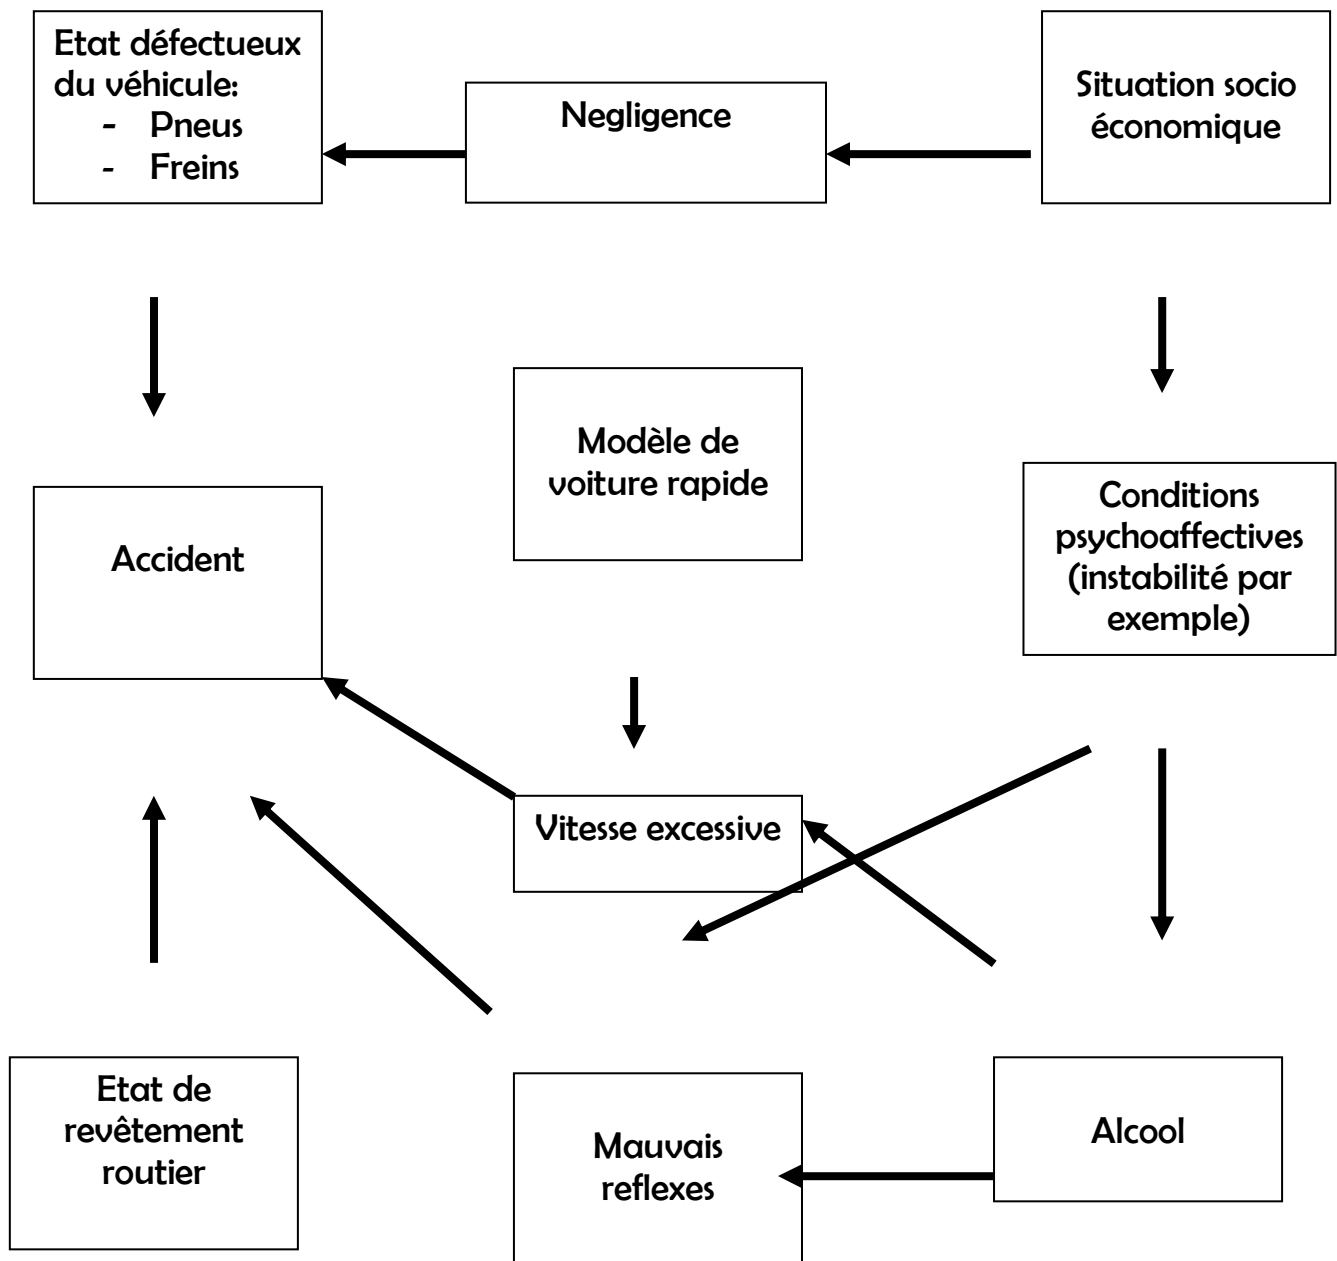 Etat défectueux
du véhicule:
- Pneus
- Freins
Negligence
Situation socio
économique
Modèle de
voiture rapide
Accident
Conditions
psychoaffectives
(instabilité par
exemple)
Vitesse excessive
Etat de
revêtement
routier
Mauvais
reflexes
Alcool